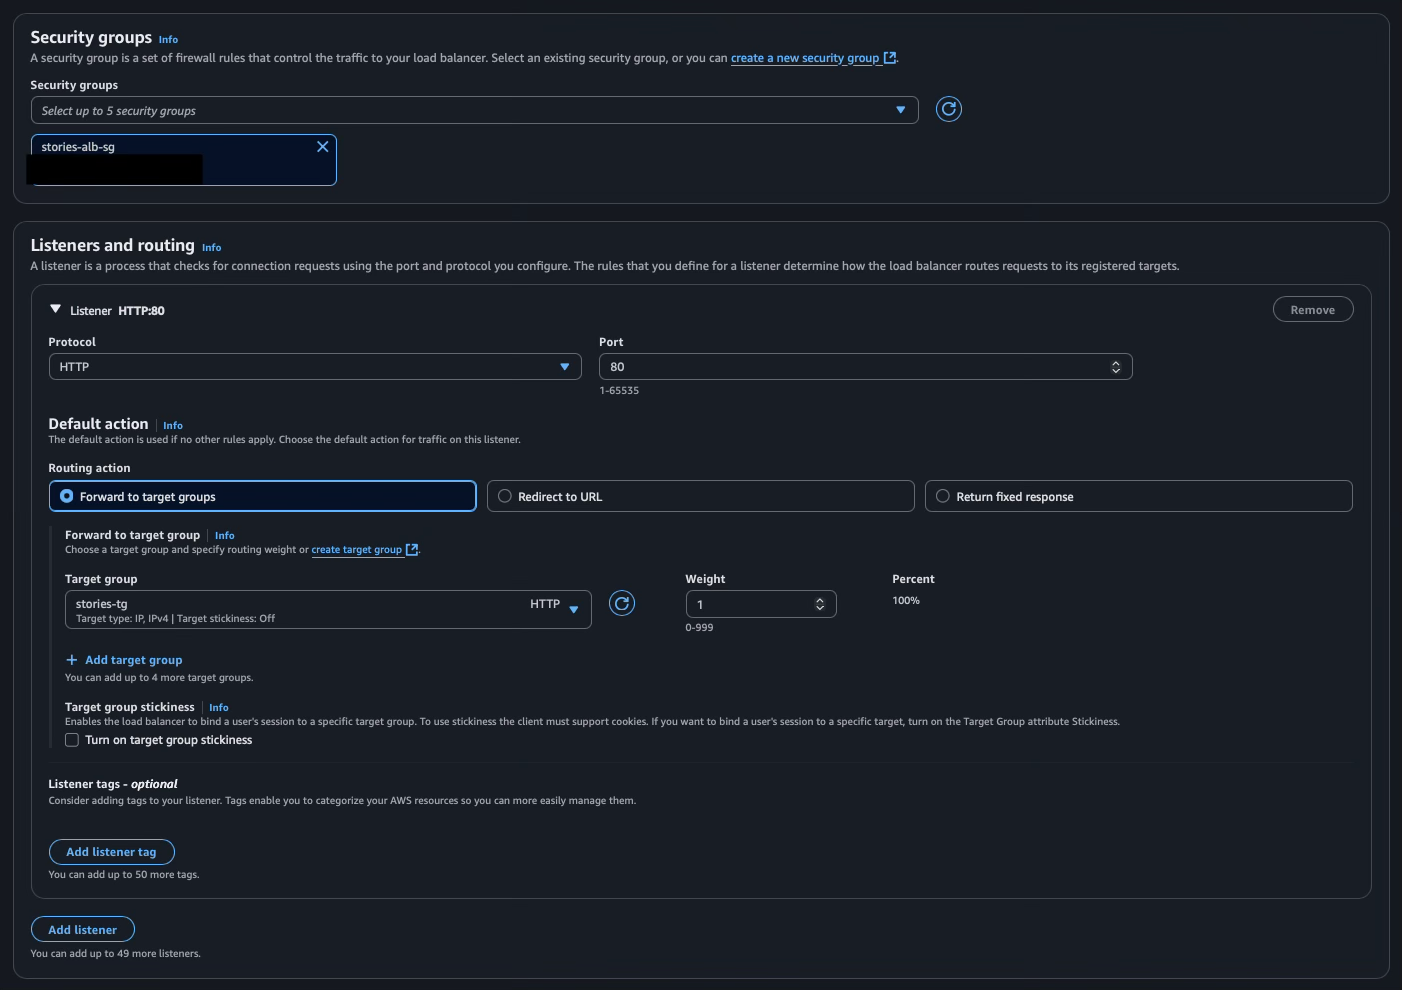 Security groups Info
A security group is a set of firewall rules that control the traffic to your load balancer. Select an existing security group, or you can create a new security group.
Security groups
Select up to 5 security groups
stories-alb-sg
Listeners and routing Info
A listener is a process that checks for connection requests using the port and protocol you configure. The rules that you define for a listener determine how the load balancer routes requests to its registered targets.
Listener HTTP:80
Remove
Protocol
Port
HTTP
80
1-65535
Default action Info
The default action is used if no other rules apply. Choose the default action for traffic on this listener.
Routing action
Forward to target groups
Redirect to URL
Return fixed response
Forward to target group Info
Choose a target group and specify routing weight or create target group.
Target group
Weight
Percent
stories-tg
HTTP
Target type: IP, IPv4 | Target stickiness: Off
1
100%
0-999
Add target group
You can add up to 4 more target groups.
Target group stickiness Info
Enables the load balancer to bind a user's session to a specific target group. To use stickiness the client must support cookies. If you want to bind a user's session to a specific target, turn on the Target Group attribute Stickiness.
Turn on target group stickiness
Listener tags - optional
Consider adding tags to your listener. Tags enable you to categorize your AWS resources so you can more easily manage them.
Add listener tag
You can add up to 50 more tags.
Add listener
You can add up to 49 more listeners.